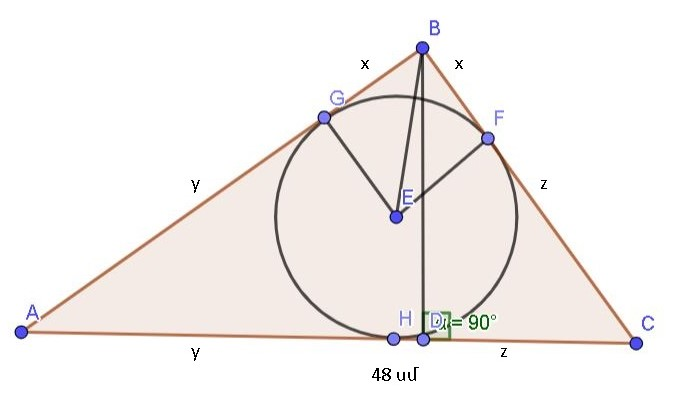 B
x x
G
F
y z
E
A H D α = 90° C
y z
48 սմ